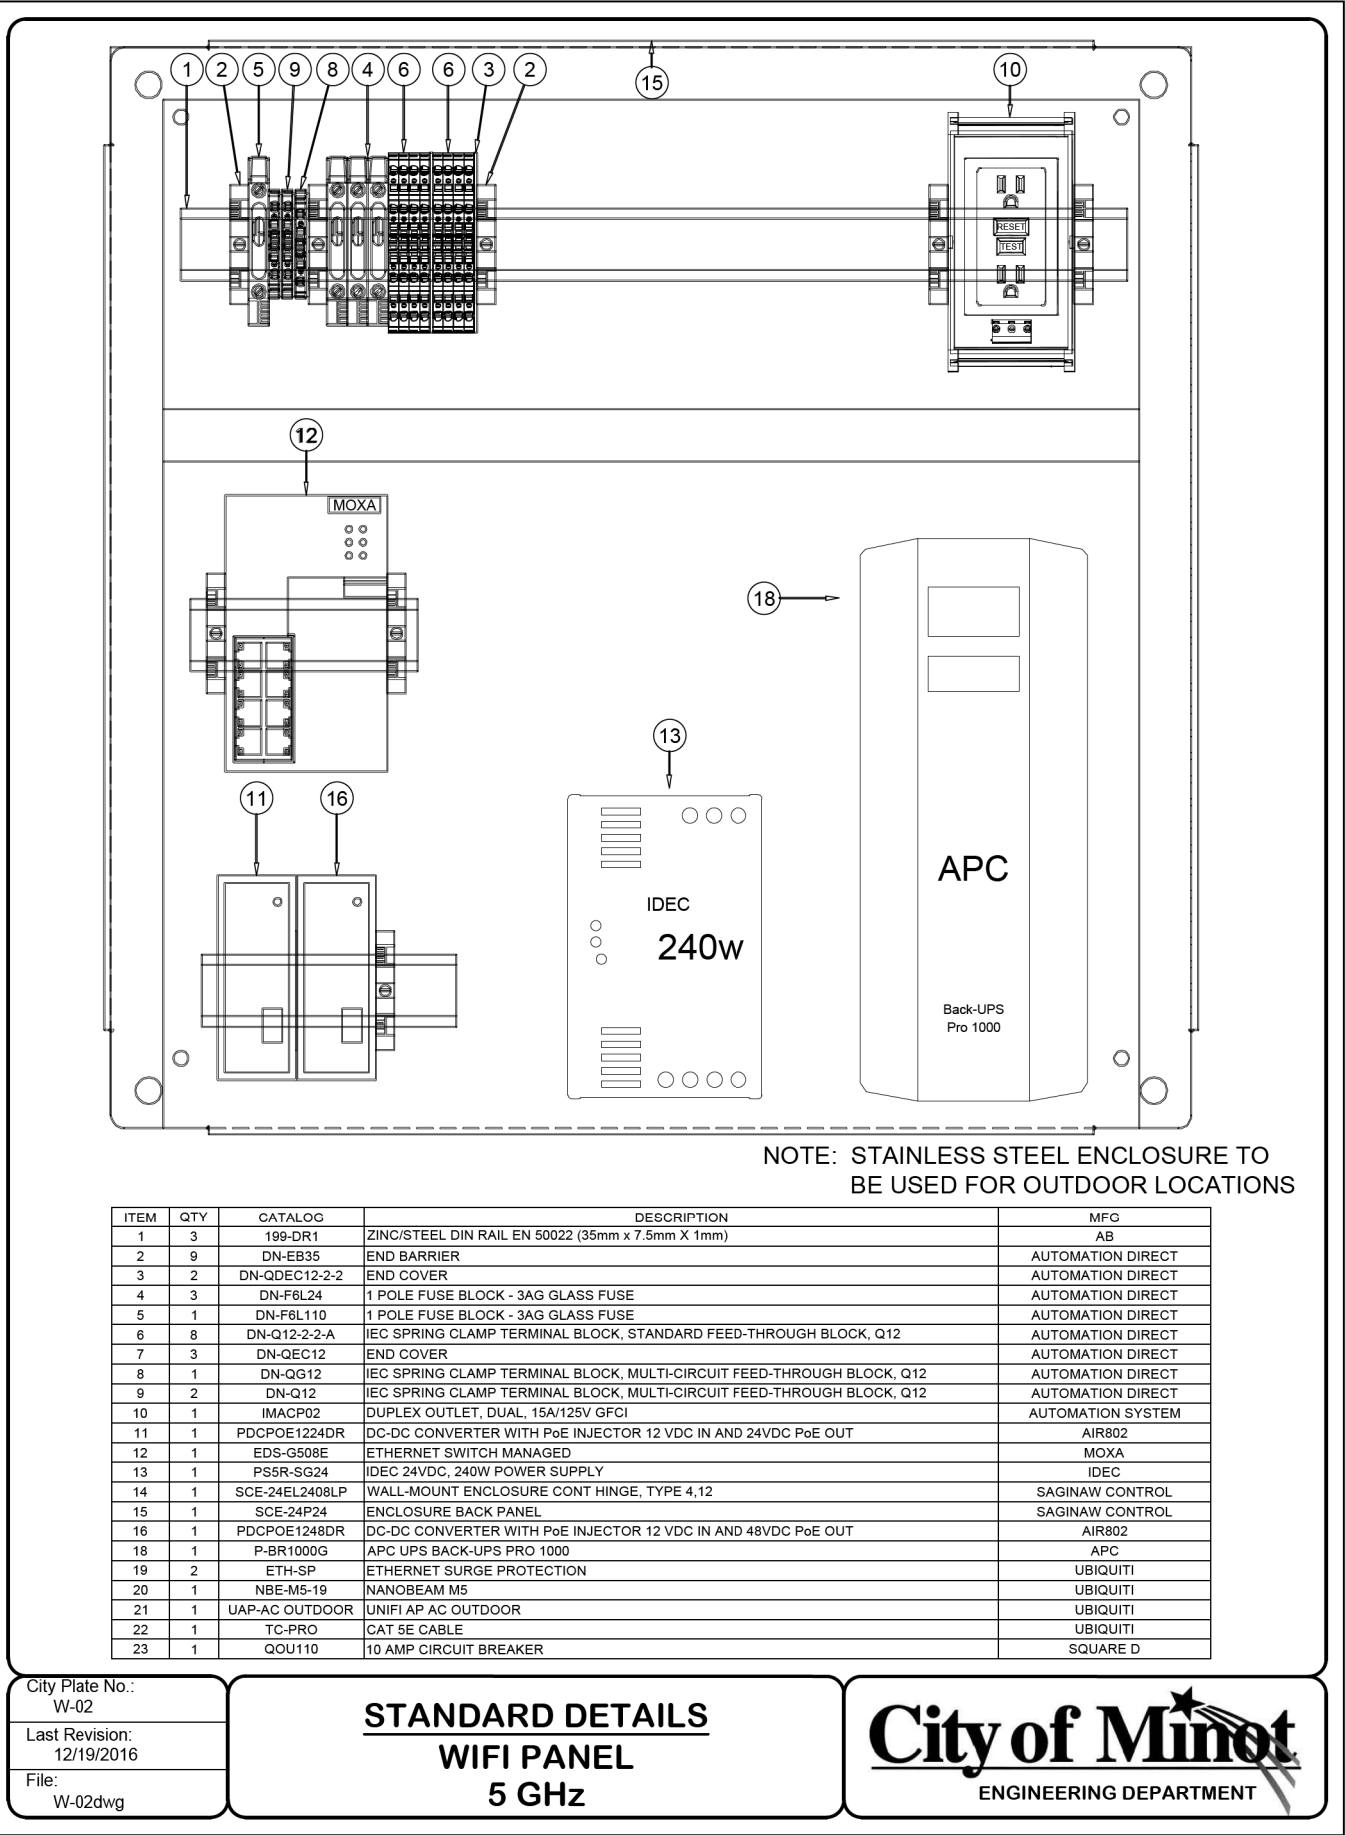 1 2 5 9 8 4 6 6 3 2 15 10
RESET
TEST
12
MOXA
18
13
11 16
APC
IDEC
240w
Back-UPS
Pro 1000
NOTE: STAINLESS STEEL ENCLOSURE TO
BE USED FOR OUTDOOR LOCATIONS
ITEM QTY CATALOG DESCRIPTION MFG
1 3 199-DR1 ZINC/STEEL DIN RAIL EN 50022 (35mm x 7.5mm X 1mm) AB
2 9 DN-EB35 END BARRIER AUTOMATION DIRECT
3 2 DN-QDEC12-2-2 END COVER AUTOMATION DIRECT
4 3 DN-F6L24 1 POLE FUSE BLOCK - 3AG GLASS FUSE AUTOMATION DIRECT
5 1 DN-F6L110 1 POLE FUSE BLOCK - 3AG GLASS FUSE AUTOMATION DIRECT
6 8 DN-Q12-2-2-A IEC SPRING CLAMP TERMINAL BLOCK, STANDARD FEED-THROUGH BLOCK, Q12 AUTOMATION DIRECT
7 3 DN-QEC12 END COVER AUTOMATION DIRECT
8 1 DN-QG12 IEC SPRING CLAMP TERMINAL BLOCK, MULTI-CIRCUIT FEED-THROUGH BLOCK, Q12 AUTOMATION DIRECT
9 2 DN-Q12 IEC SPRING CLAMP TERMINAL BLOCK, MULTI-CIRCUIT FEED-THROUGH BLOCK, Q12 AUTOMATION DIRECT
10 1 IMACP02 DUPLEX OUTLET, DUAL, 15A/125V GFCI AUTOMATION SYSTEM
11 1 PDCPOE1224DR DC-DC CONVERTER WITH PoE INJECTOR 12 VDC IN AND 24VDC PoE OUT AIR802
12 1 EDS-G508E ETHERNET SWITCH MANAGED MOXA
13 1 PS5R-SG24 IDEC 24VDC, 240W POWER SUPPLY IDEC
14 1 SCE-24EL2408LP WALL-MOUNT ENCLOSURE CONT HINGE, TYPE 4,12 SAGINAW CONTROL
15 1 SCE-24P24 ENCLOSURE BACK PANEL SAGINAW CONTROL
16 1 PDCPOE1248DR DC-DC CONVERTER WITH PoE INJECTOR 12 VDC IN AND 48VDC PoE OUT AIR802
18 1 P-BR1000G APC UPS BACK-UPS PRO 1000 APC
19 2 ETH-SP ETHERNET SURGE PROTECTION UBIQUITI
20 1 NBE-M5-19 NANOBEAM M5 UBIQUITI
21 1 UAP-AC OUTDOOR UNIFI AP AC OUTDOOR UBIQUITI
22 1 TC-PRO CAT 5E CABLE UBIQUITI
23 1 QOU110 10 AMP CIRCUIT BREAKER SQUARE D
City Plate No.:
W-02
Last Revision:
12/19/2016
File:
W-02dwg
STANDARD DETAILS
WIFI PANEL
5 GHz
City of Minot
ENGINEERING DEPARTMENT